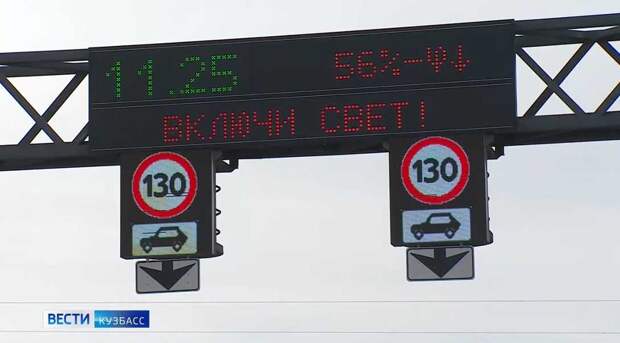 11:25 56%-Ψ↓
ВКЛЮЧИ СВЕТ!
130 130
ВЕСТИ КУЗБАСС